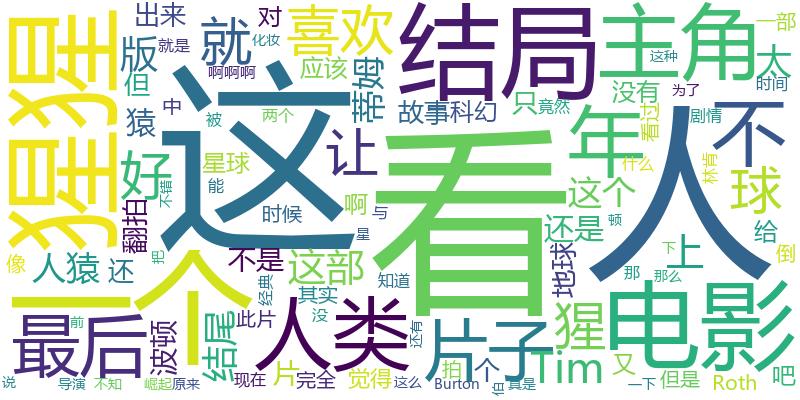 猩猩
出来
版
就
喜欢
结局
主角
对
一部
太
就是
化妆
啊啊啊
应该
但
这
蒂姆
故事
科幻
只
竟然
没有
这种
为了
时间
猿
中
被
两个
看
年
人
不
看过
剧情
好
星球
让
什么
林肯
球
不错
能
时候
啊
与
这个
翻拍
星
还是
顿
上
给
倒
像
人猿
还
把
不是
这部
知道
地球
那
下
那么
一个
经典
其实
没
电影
最后
前
波顿
结尾
此片
人类
还有
片子
猩
Tim
又
吧
说
导演
不知
崛起
原来
现在
片
完全
觉得
这么
拍
个
Burton
伯
真是
一下
但是
Roth